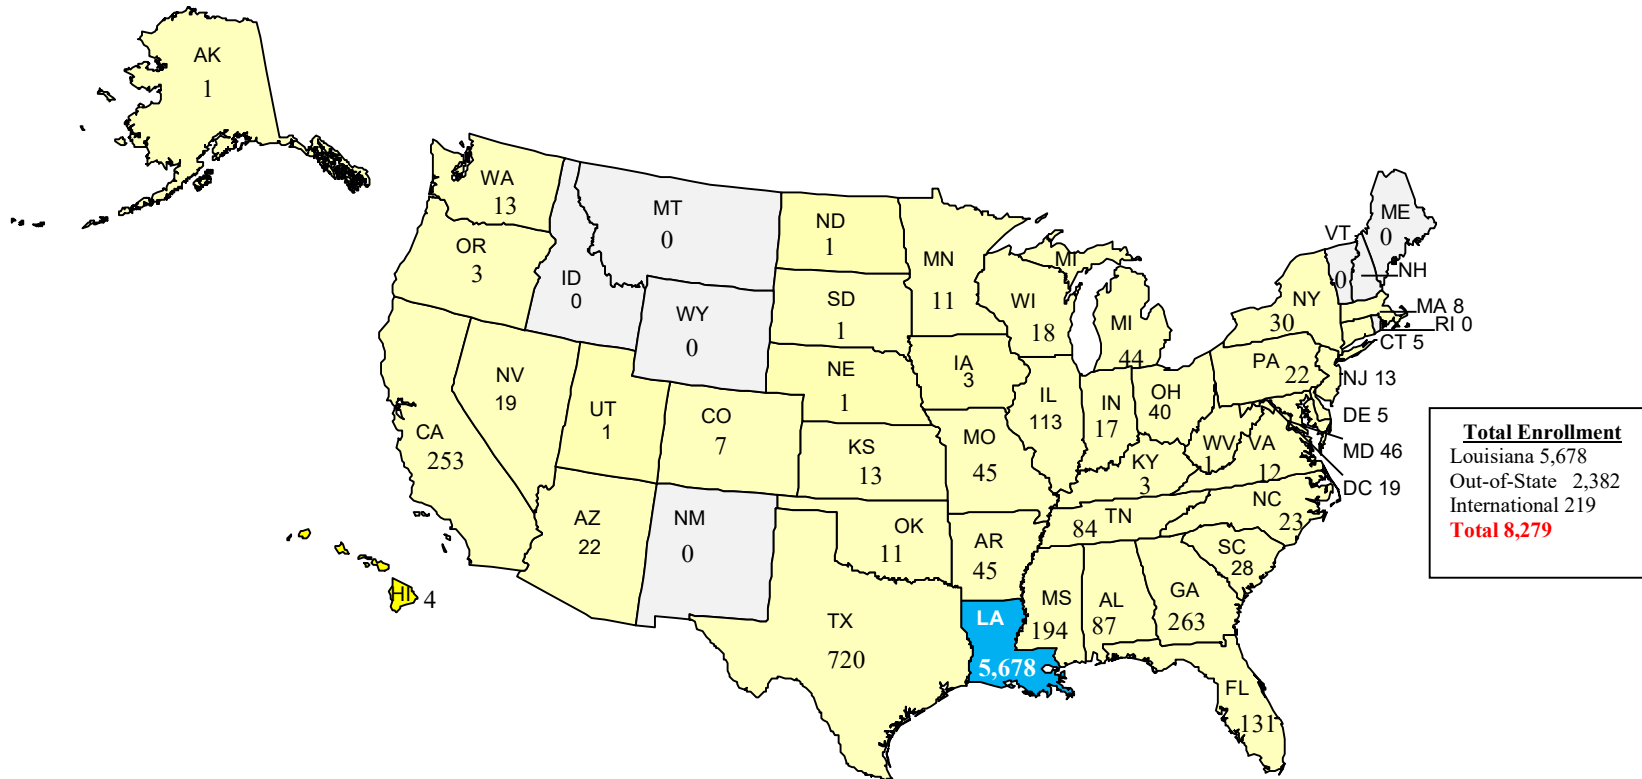 AK
1
WA
13
OR
3
ID
0
MT
0
WY
0
ND
1
SD
1
NE
1
MN
11
WI
18
MI
MI
44
IA
3
NV
19
UT
1
CO
7
CA
253
KS
13
MO
45
IL
113
IN
17
OH
40
KY
3
WV
1
VA
12
PA 22
NY
30
VT
0
ME
0
NH
MA 8
RI 0
CT 5
NJ 13
DE 5
MD 46
DC 19
AZ
22
NM
0
OK
11
AR
45
84 TN
NC
23
SC
28
HI 4
TX
720
LA
5,678
MS
194
AL
87
GA
263
FL
131
Total Enrollment
Louisiana 5,678
Out-of-State 2,382
International 219
Total 8,279